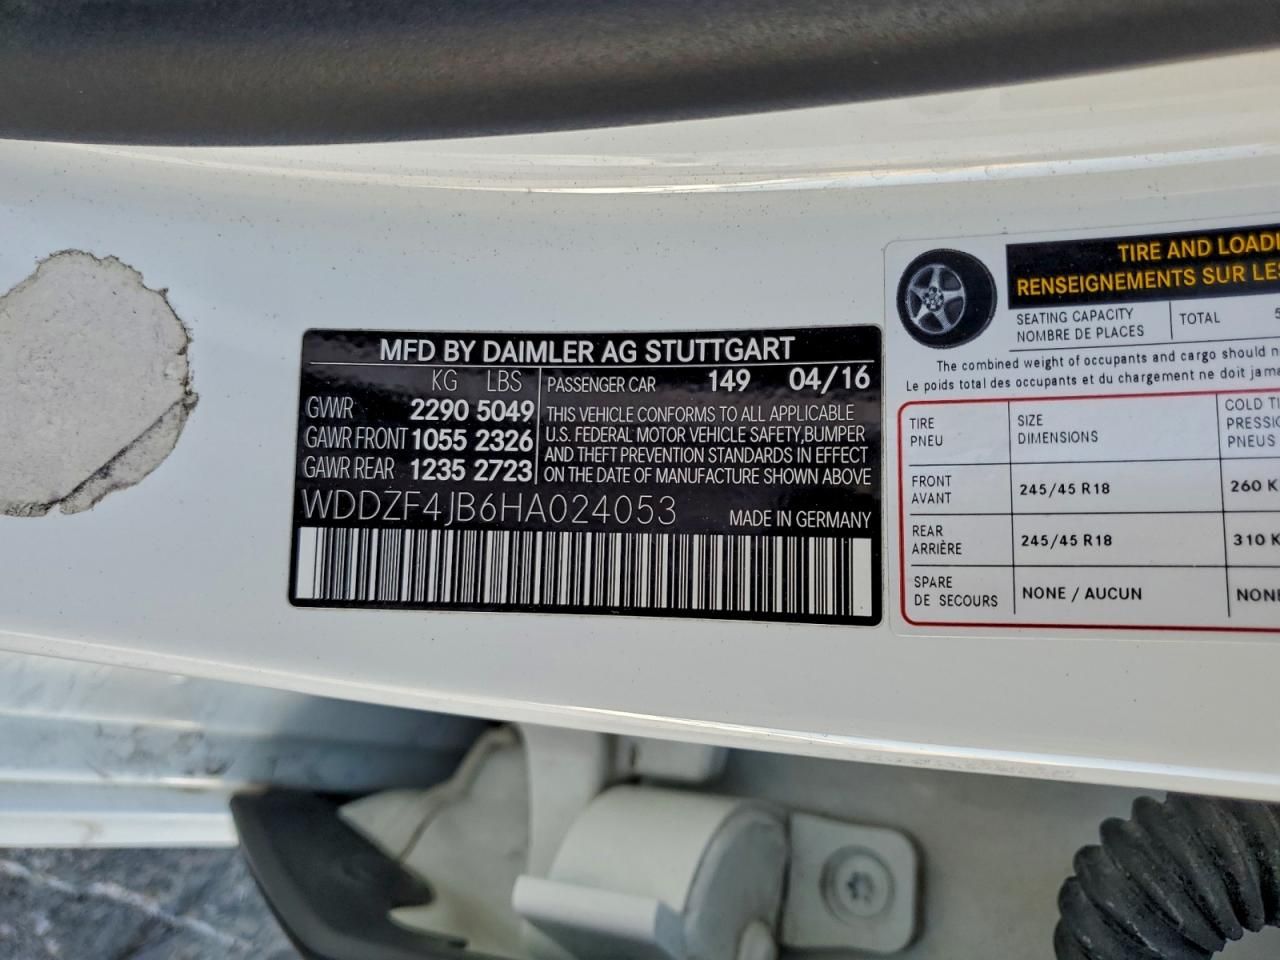 MFD BY DAIMLER AG STUTTGART
KG LBS
GVWR 2290 5049
GAWR FRONT 1055 2326
GAWR REAR 1235 2723
PASSENGER CAR 149 04/16
THIS VEHICLE CONFORMS TO ALL APPLICABLE
U.S. FEDERAL MOTOR VEHICLE SAFETY,BUMPER
AND THEFT PREVENTION STANDARDS IN EFFECT
ON THE DATE OF MANUFACTURE SHOWN ABOVE
WDDZF4JB6HA024053 MADE IN GERMANY
TIRE AND LOADI
RENSEIGNEMENTS SUR LES
SEATING CAPACITY
NOMBRE DE PLACES
TOTAL 5
The combined weight of occupants and cargo should n
Le poids total des occupants et du chargement ne doit jama
TIRE
PNEU
SIZE
DIMENSIONS
COLD TI
PRESSIO
PNEUS
FRONT
AVANT
245/45 R18
260 K
REAR
ARRIÈRE
245/45 R18
310 K
SPARE
DE SECOURS
NONE / AUCUN
NONE